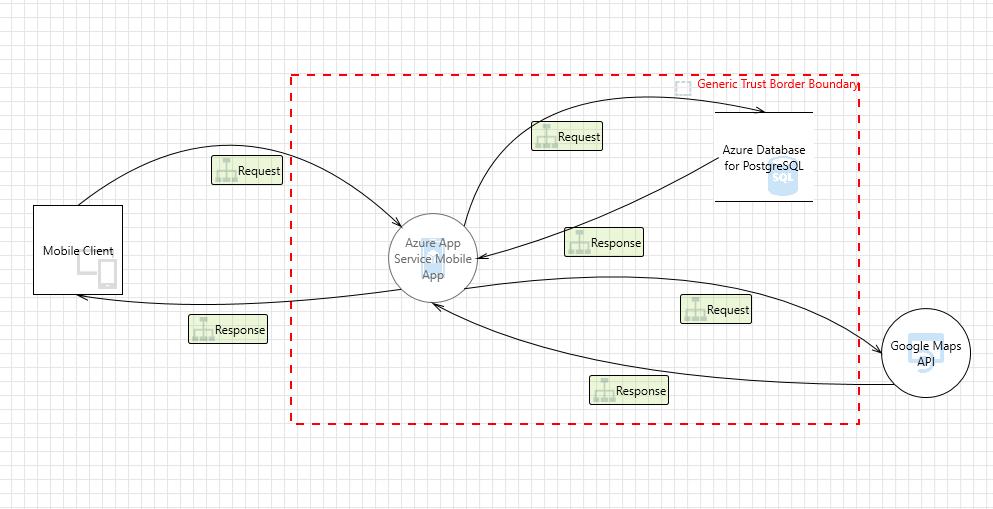 Generic Trust Border Boundary
Request
Azure Database
for PostgreSQL
SQL
Request
Mobile Client
Azure App
Service Mobile
App
Response
Request
Response
Google Maps
API
Response